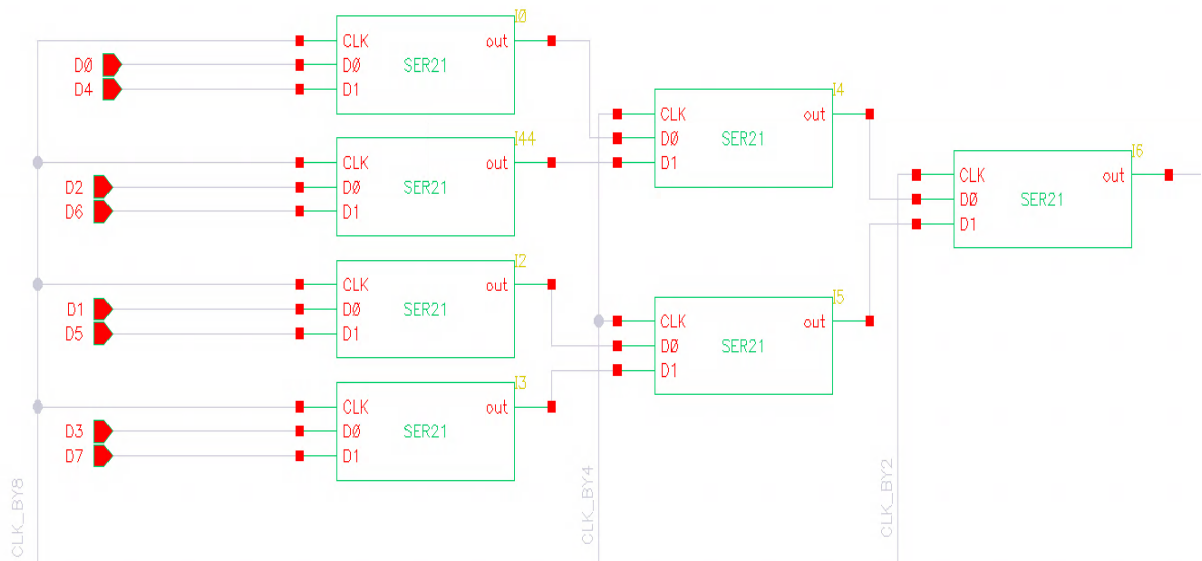 I0
CLK
D0
D1
SER21
out
D0
D4
I44
CLK
D0
D1
SER21
out
D2
D6
I2
CLK
D0
D1
SER21
out
D1
D5
I3
CLK
D0
D1
SER21
out
D3
D7
I4
CLK
D0
D1
SER21
out
I5
CLK
D0
D1
SER21
out
I6
CLK
D0
D1
SER21
out
CLK_BY8
CLK_BY4
CLK_BY2